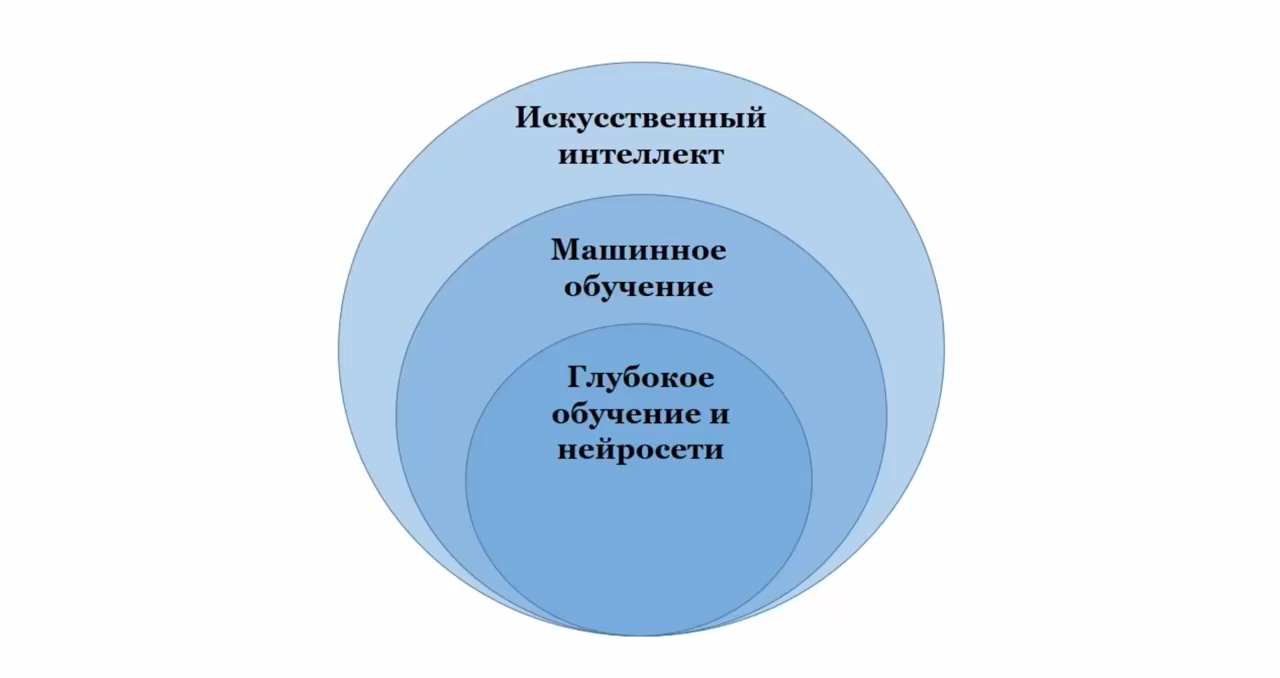 Искусственный
интеллект
Машинное
обучение
Глубокое
обучение и
нейросети